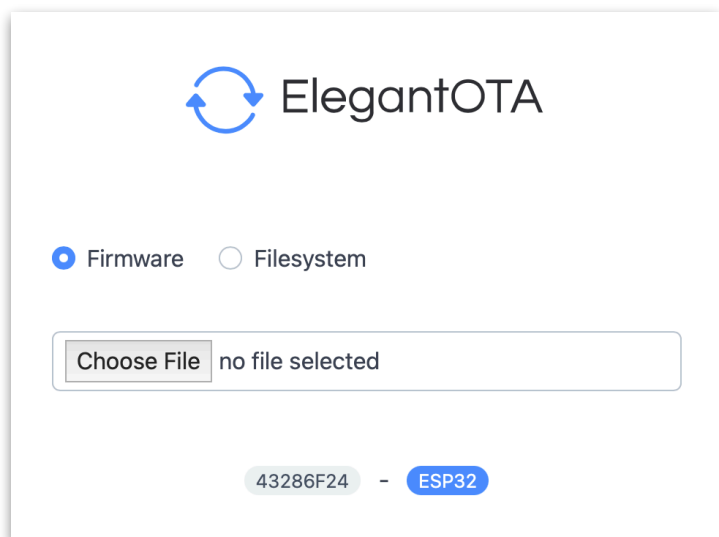 ElegantOTA
Firmware Filesystem
Choose File no file selected
43286F24 - ESP32